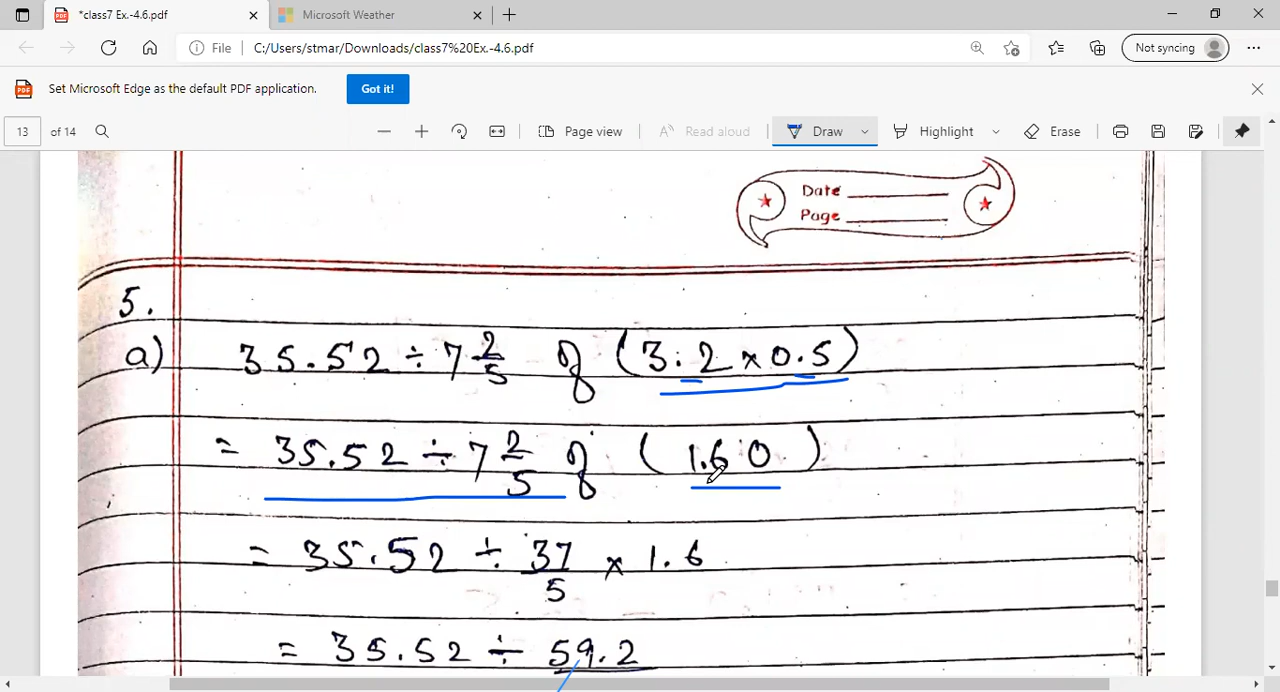 *class7 Ex.-4.6.pdf
Microsoft Weather
File
C:/Users/stmar/Downloads/class7%20Ex.-4.6.pdf
Not syncing
Set Microsoft Edge as the default PDF application.
Got it!
13 of 14
Page view
Read aloud
Draw
Highlight
Erase
Date
Page
5.
a) 35.52 ÷ 7 2/5 of (3.2 × 0.5)
= 35.52 ÷ 7 2/5 of (1.60)
= 35.52 ÷ 37/5 × 1.6
= 35.52 ÷ 59.2